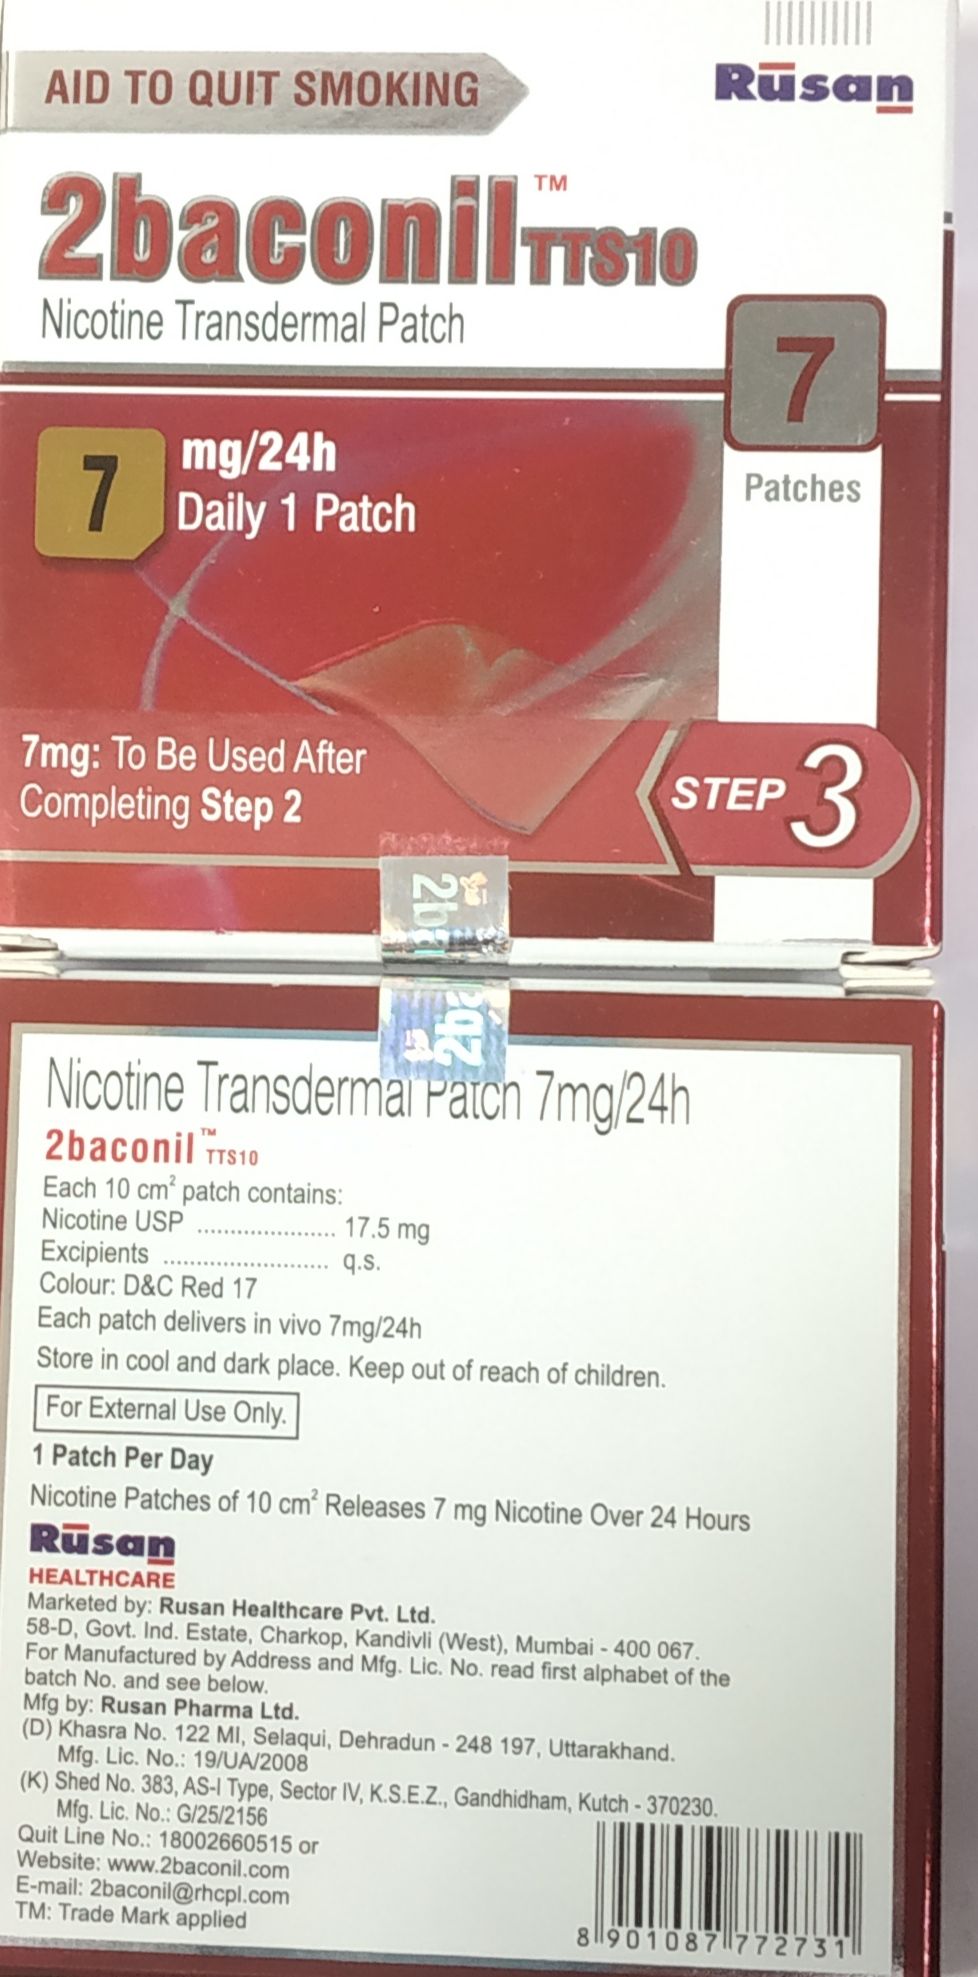 AID TO QUIT SMOKING
Rusan
2baconil™ TTS10
Nicotine Transdermal Patch
7
Patches
7 mg/24h
Daily 1 Patch
7mg: To Be Used After
Completing Step 2
STEP 3
2ba
2ba
Nicotine Transdermal Patch 7mg/24h
2baconil™ TTS10
Each 10 cm² patch contains:
Nicotine USP ..................... 17.5 mg
Excipients ......................... q.s.
Colour: D&C Red 17
Each patch delivers in vivo 7mg/24h
Store in cool and dark place. Keep out of reach of children.
For External Use Only.
1 Patch Per Day
Nicotine Patches of 10 cm² Releases 7 mg Nicotine Over 24 Hours
Rusan
HEALTHCARE
Marketed by: Rusan Healthcare Pvt. Ltd.
58-D, Govt. Ind. Estate, Charkop, Kandivli (West), Mumbai - 400 067.
For Manufactured by Address and Mfg. Lic. No. read first alphabet of the
batch No. and see below.
Mfg by: Rusan Pharma Ltd.
(D) Khasra No. 122 MI, Selaqui, Dehradun - 248 197, Uttarakhand.
Mfg. Lic. No.: 19/UA/2008
(K) Shed No. 383, AS-I Type, Sector IV, K.S.E.Z., Gandhidham, Kutch - 370230.
Mfg. Lic. No.: G/25/2156
Quit Line No.: 18002660515 or
Website: www.2baconil.com
E-mail: 2baconil@rhcpl.com
TM: Trade Mark applied
8 901087 772731